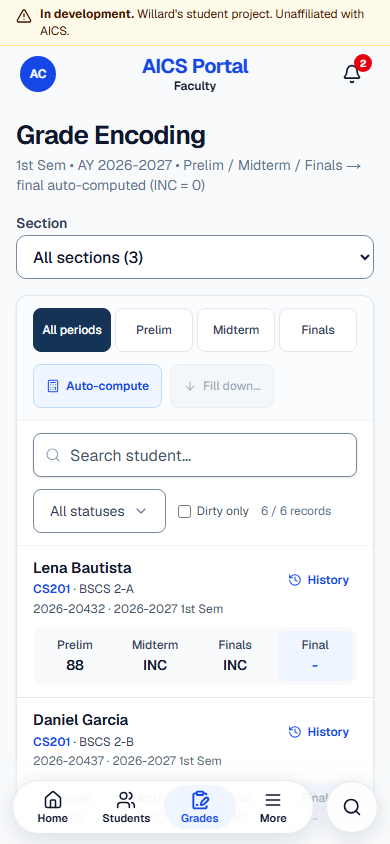 In development. Willard's student project. Unaffiliated with
AICS.
AC
AICS Portal
Faculty
2
Grade Encoding
1st Sem • AY 2026-2027 • Prelim / Midterm / Finals →
final auto-computed (INC = 0)
Section
All sections (3)
All periods Prelim Midterm Finals
Auto-compute Fill down...
Search student...
All statuses Dirty only 6 / 6 records
Lena Bautista
History
CS201 · BSCS 2-A
2026-20432 · 2026-2027 1st Sem
Prelim Midterm Finals Final
88 INC INC -
Daniel Garcia
History
CS201 · BSCS 2-B
2026-20437 · 2026-2027 1st Sem
Home Students Grades More